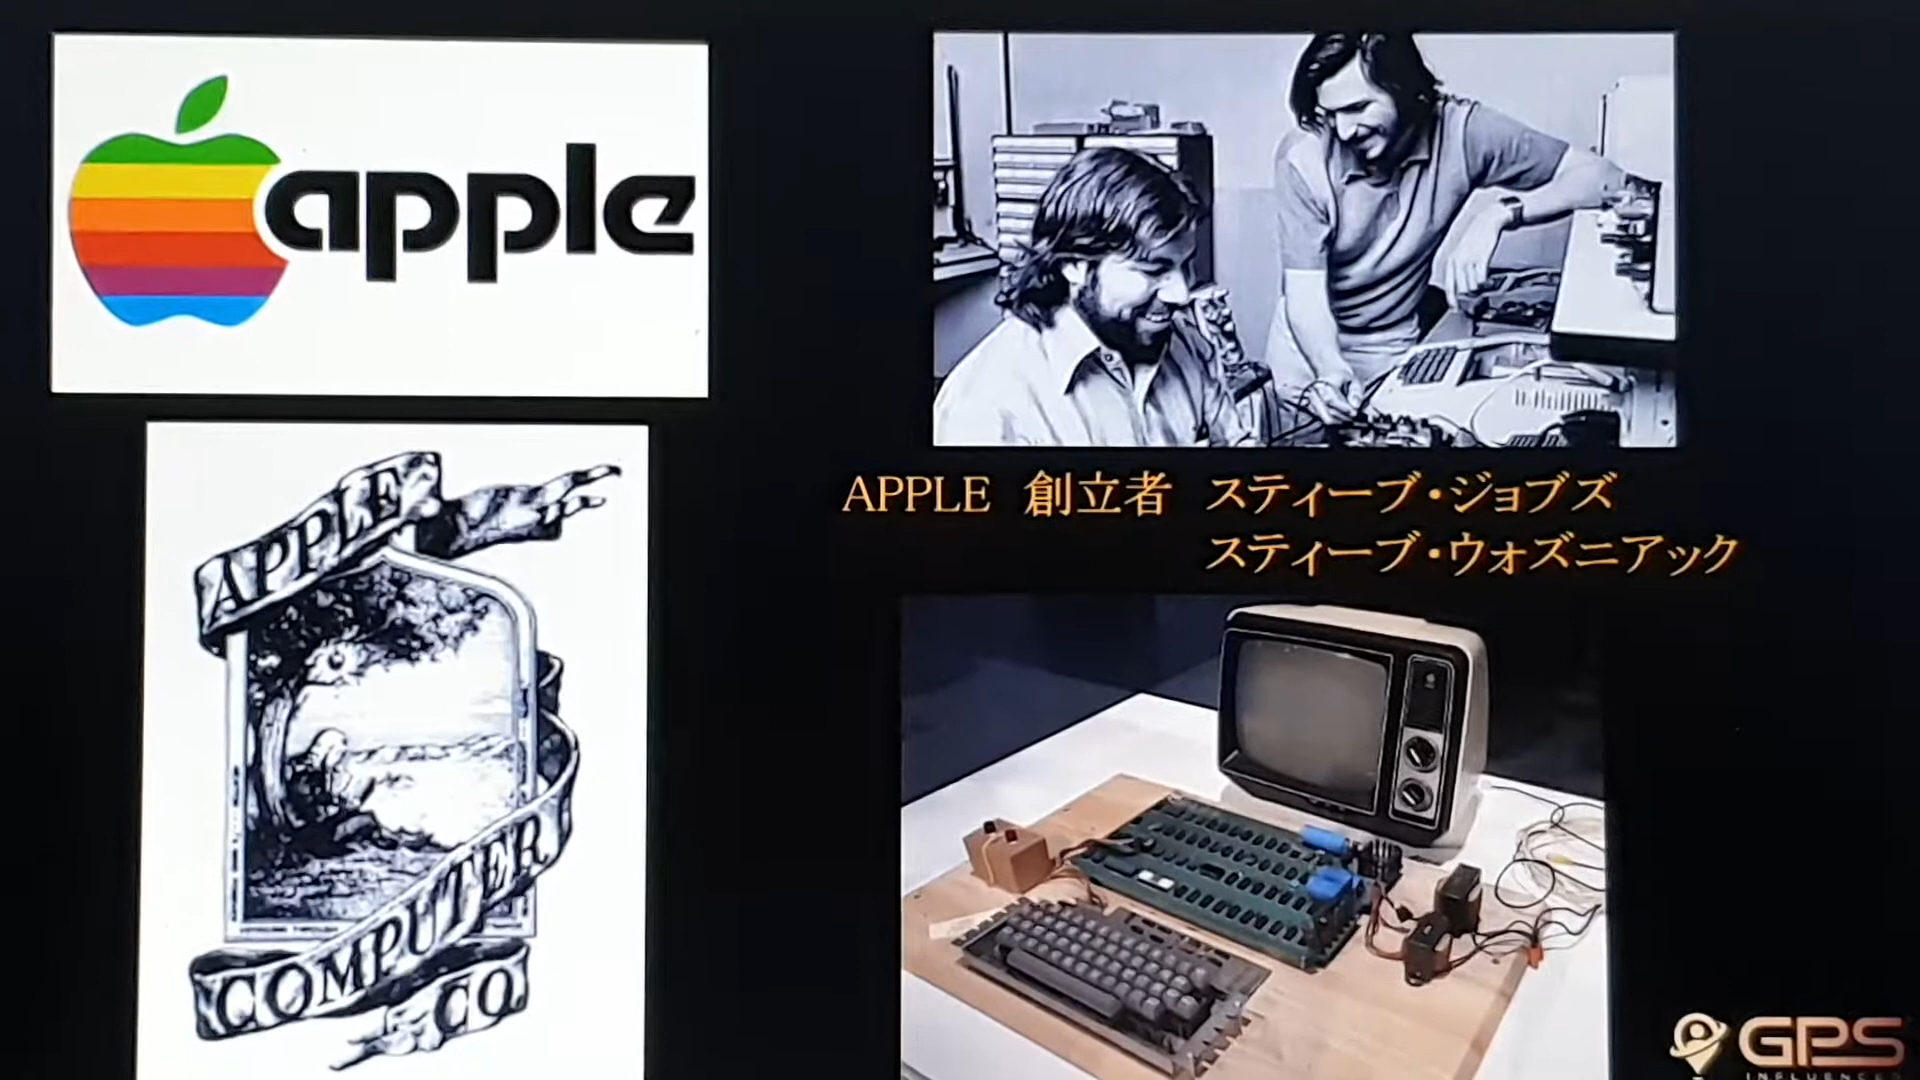 apple
APPLE
COMPUTER
CO.
APPLE 創立者 スティーブ・ジョブズ
スティーブ・ウォズニアック
GPS
INFLUENCER